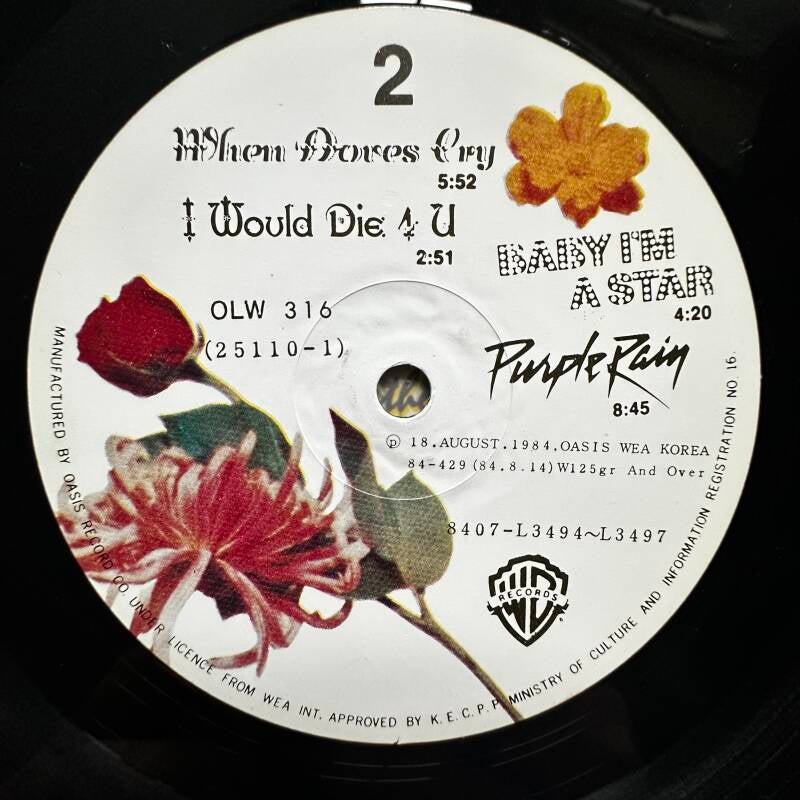 2
When Doves Cry
5:52
I Would Die 4 U
2:51
BABY I'M
A STAR
4:20
OLW 316
(25110-1)
Purple Rain
8:45
Ⓟ 18.AUGUST.1984.OASIS WEA KOREA
84-429 (84.8.14) W125gr And Over
8407-L3494~L3497
WB
RECORDS
MANUFACTURED BY OASIS RECORD CO. UNDER LICENCE FROM WEA INT. APPROVED BY K.E.C.P.P. MINISTRY OF CULTURE AND INFORMATION REGISTRATION NO. 16.